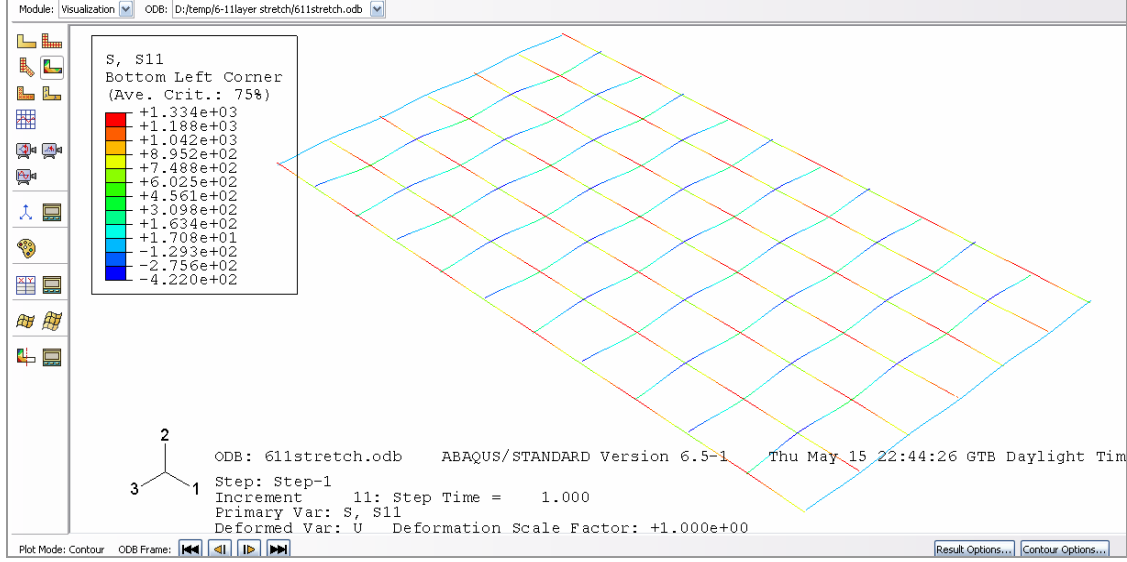 Module: Visualization ODB: D:/temp/6-11layer stretch/611stretch.odb
S, S11
Bottom Left Corner
(Ave. Crit.: 75%)
+1.334e+03
+1.188e+03
+1.042e+03
+8.952e+02
+7.488e+02
+6.025e+02
+4.561e+02
+3.098e+02
+1.634e+02
+1.708e+01
-1.293e+02
-2.756e+02
-4.220e+02
2
3
1
ODB: 611stretch.odb ABAQUS/STANDARD Version 6.5-1 Thu May 15 22:44:26 GTB Daylight Tim
Step: Step-1
Increment 11: Step Time = 1.000
Primary Var: S, S11
Deformed Var: U Deformation Scale Factor: +1.000e+00
Plot Mode: Contour ODB Frame: Result Options... Contour Options...